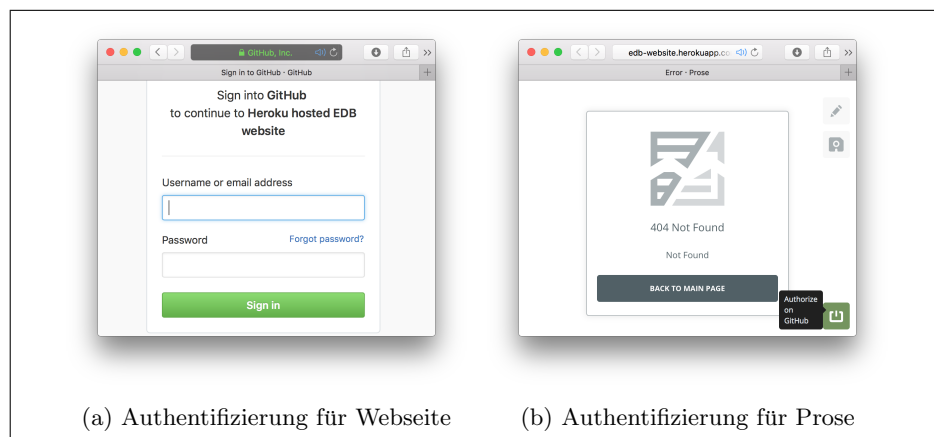 GitHub, Inc.
Sign in to GitHub · GitHub
Sign into GitHub
to continue to Heroku hosted EDB
website
Username or email address
Password Forgot password?
Sign in
edb-website.herokuapp.co
Error · Prose
404 Not Found
Not Found
BACK TO MAIN PAGE
Authorize
on
GitHub
(a) Authentifizierung für Webseite
(b) Authentifizierung für Prose